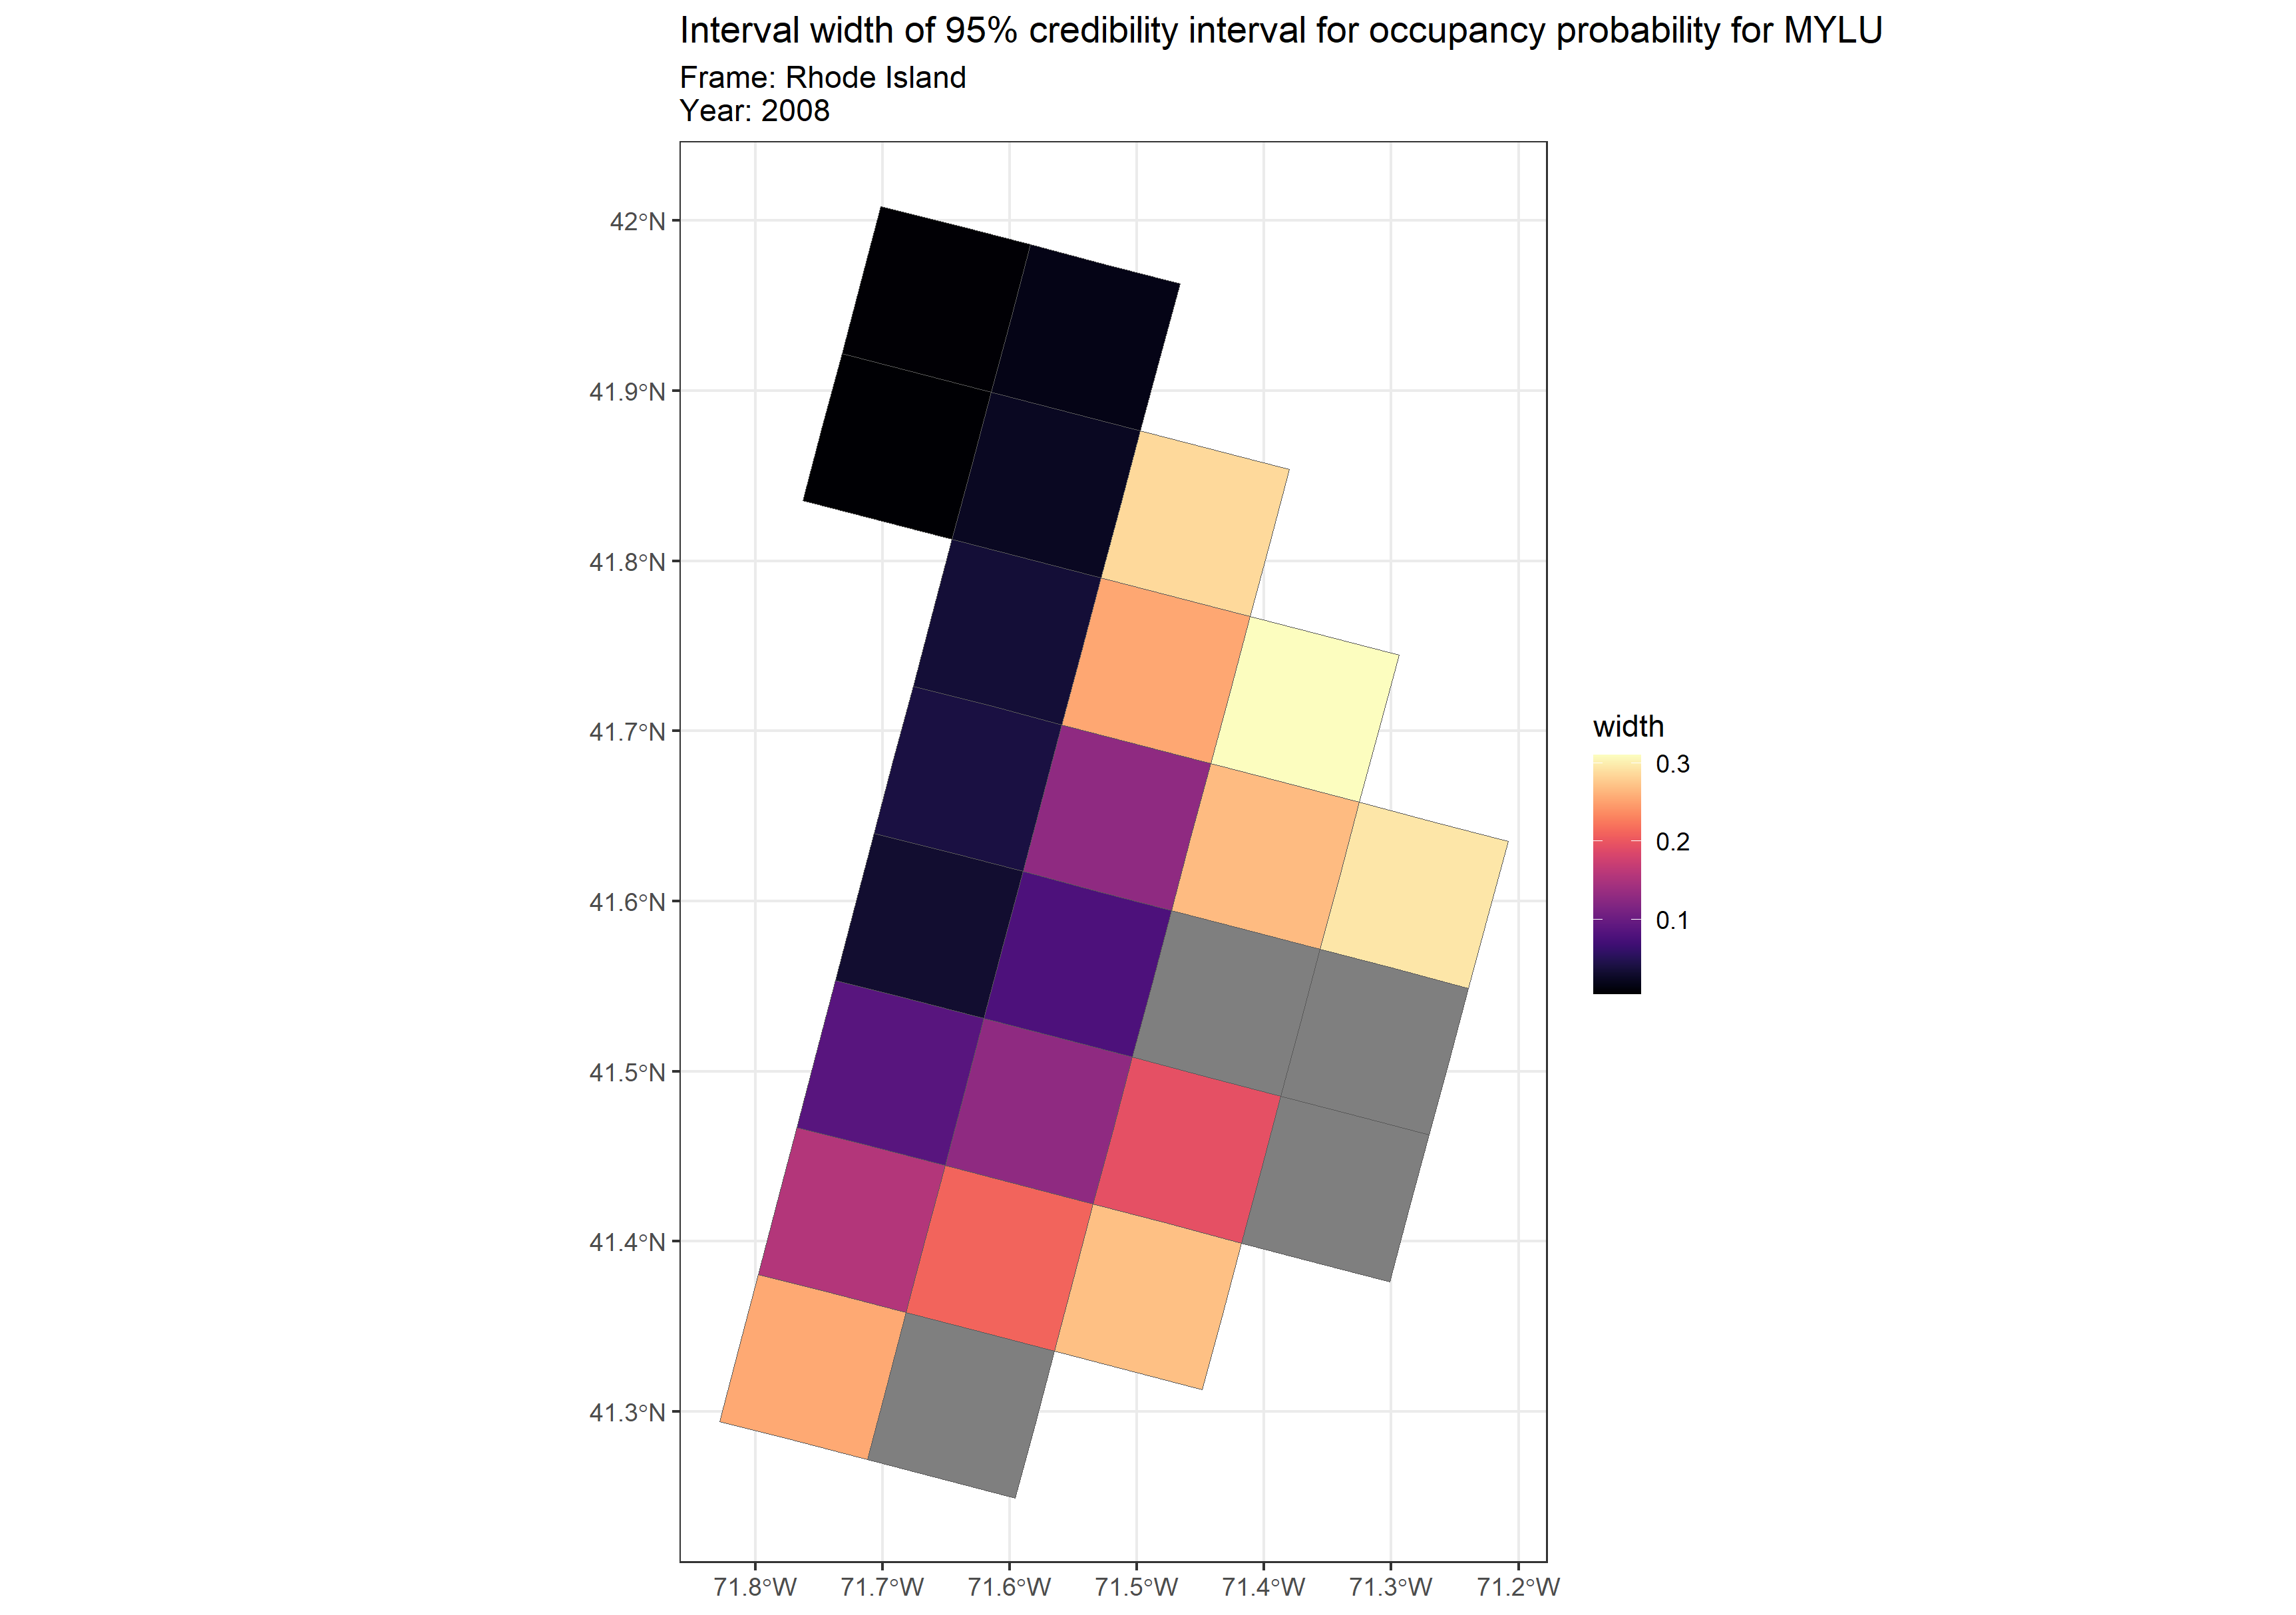 Interval width of 95% credibility interval for occupancy probability for MYLU
Frame: Rhode Island
Year: 2008
42°N
41.9°N
41.8°N
41.7°N
41.6°N
41.5°N
41.4°N
41.3°N
71.8°W 71.7°W 71.6°W 71.5°W 71.4°W 71.3°W 71.2°W
width
0.3
0.2
0.1